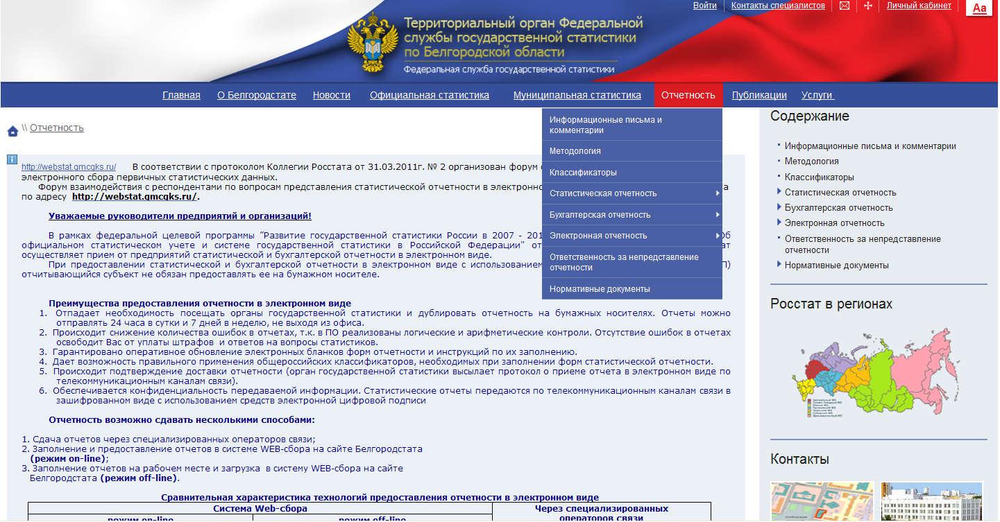 Войти
Контакты специалистов
Личный кабинет
Aa
Территориальный орган Федеральной
службы государственной статистики
по Белгородской области
Федеральная служба государственной статистики
Главная
О Белгородстате
Новости
Официальная статистика
Муниципальная статистика
Отчетность
Публикации
Услуги
\\ Отчетность
Информационные письма и
комментарии
Методология
Классификаторы
Статистическая отчетность
Бухгалтерская отчетность
Электронная отчетность
Ответственность за непредставление
отчетности
Нормативные документы
http://webstat.gmcgks.ru/ В соответствии с протоколом Коллегии Росстата от 31.03.2011г. № 2 организован форум
электронного сбора первичных статистических данных.
Форум взаимодействия с респондентами по вопросам представления статистической отчетности в
по адресу http://webstat.gmcgks.ru/.
Уважаемые руководители предприятий и организаций!
В рамках федеральной целевой программы "Развитие государственной статистики России в 2007 -
официальном статистическом учете и системе государственной статистики в Российской Федерации"
осуществляет прием от предприятий статистической и бухгалтерской отчетности в электронном виде.
При предоставлении статистической и бухгалтерской отчетности в электронном виде с использованием
отчитывающийся субъект не обязан предоставлять ее на бумажном носителе.
Преимущества предоставления отчетности в электронном виде
1. Отпадает необходимость посещать органы государственной статистики и дублировать отчетность на бумажных носителях. Отчеты можно
отправлять 24 часа в сутки и 7 дней в неделю, не выходя из офиса.
2. Происходит снижение количества ошибок в отчетах, т.к. в ПО реализованы логические и арифметические контроли. Отсутствие ошибок в отчетах
освободит Вас от уплаты штрафов и ответов на вопросы статистиков.
3. Гарантировано оперативное обновление электронных бланков форм отчетности и инструкций по их заполнению.
4. Дает возможность правильного применения общероссийских классификаторов, необходимых при заполнении форм статистической отчетности.
5. Происходит подтверждение доставки отчетности (орган государственной статистики высылает протокол о приеме отчета в электронном виде по
телекоммуникационным каналам связи).
6. Обеспечивается конфиденциальность передаваемой информации. Статистические отчеты передаются по телекоммуникационным каналам связи в
зашифрованном виде с использованием средств электронной цифровой подписи
Отчетность возможно сдавать несколькими способами:
1. Сдача отчетов через специализированных операторов связи;
2. Заполнение и предоставление отчетов в системе WEB-сбора на сайте Белгородстата
(режим on-line);
3. Заполнение отчетов на рабочем месте и загрузка в систему WEB-сбора на сайте
Белгородстата (режим off-line).
Сравнительная характеристика технологий предоставления отчетности в электронном виде
Система Web-сбора
Через специализированных
операторов связи
режим on-line
режим off-line
Содержание
Информационные письма и комментарии
Методология
Классификаторы
Статистическая отчетность
Бухгалтерская отчетность
Электронная отчетность
Ответственность за непредставление
отчетности
Нормативные документы
Росстат в регионах
Контакты